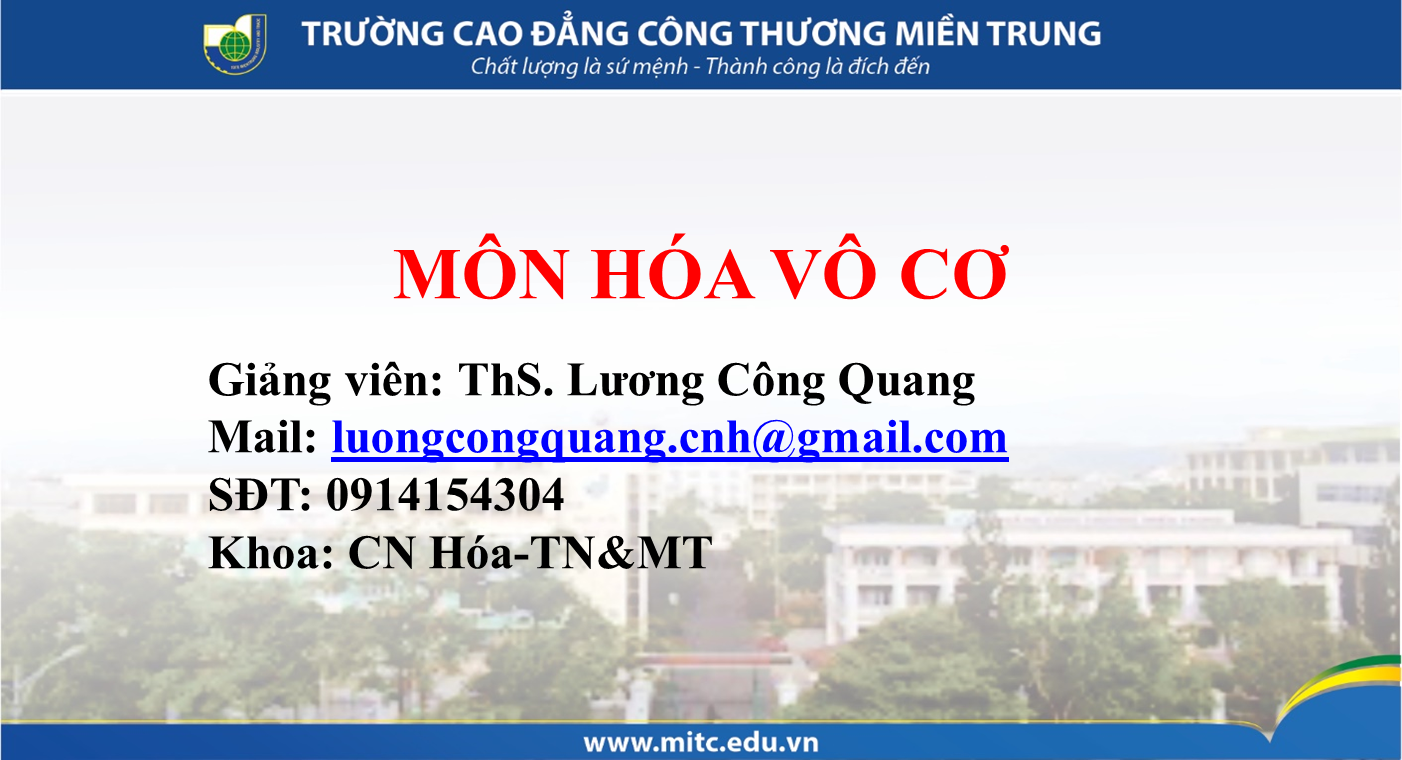 TRƯỜNG CAO ĐẲNG CÔNG THƯƠNG MIỀN TRUNG
Chất lượng là sứ mệnh - Thành công là đích đến
MÔN HÓA VÔ CƠ
Giảng viên: ThS. Lương Công Quang
Mail: luongcongquang.cnh@gmail.com
SĐT: 0914154304
Khoa: CN Hóa-TN&MT
www.mitc.edu.vn